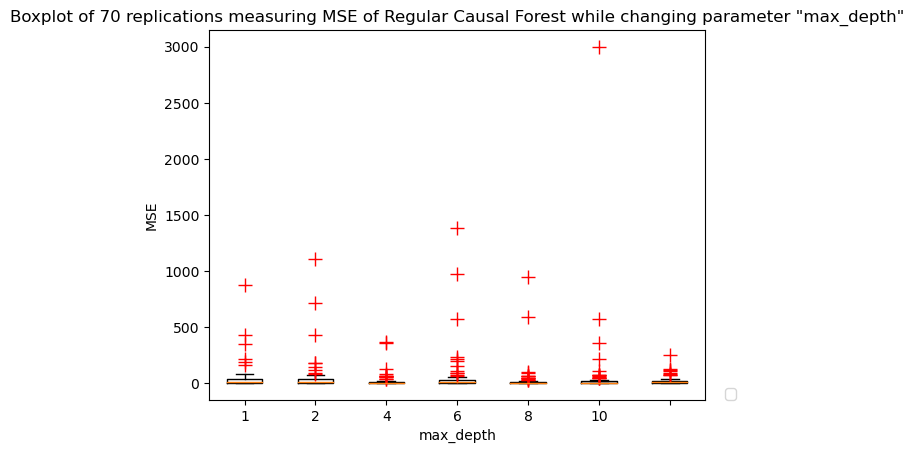 Boxplot of 70 replications measuring MSE of Regular Causal Forest while changing parameter "max_depth"
3000
2500
2000
1500
1000
500
0
MSE
1 2 4 6 8 10
max_depth